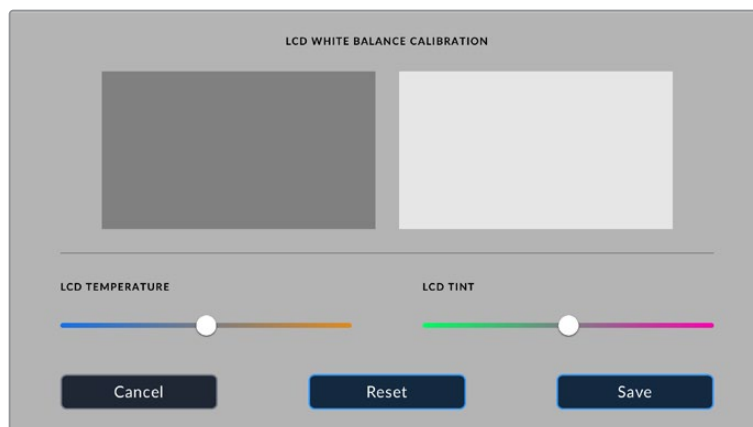 LCD WHITE BALANCE CALIBRATION
LCD TEMPERATURE
LCD TINT
Cancel
Reset
Save